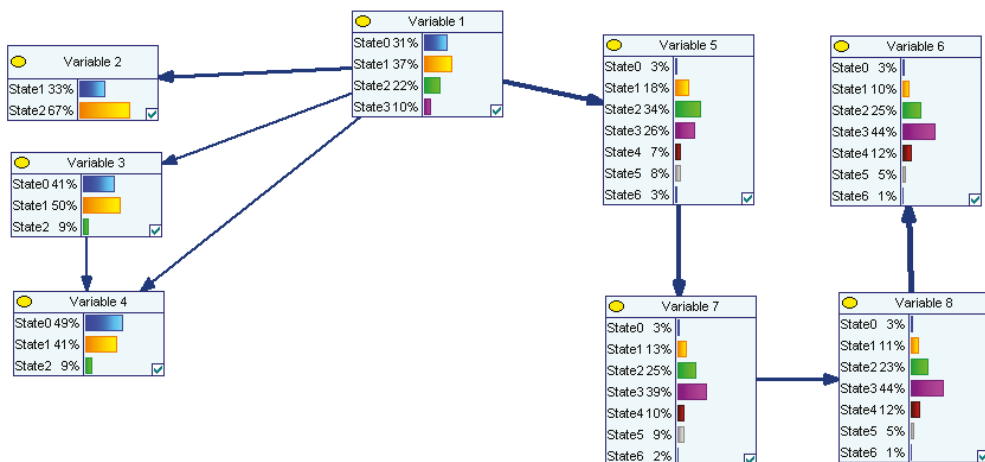 Variable 1
State0 31%
State1 37%
State2 22%
State3 10%
Variable 2
State1 33%
State2 67%
Variable 3
State0 41%
State1 50%
State2 9%
Variable 4
State0 49%
State1 41%
State2 9%
Variable 5
State0 3%
State1 18%
State2 34%
State3 26%
State4 7%
State5 8%
State6 3%
Variable 6
State0 3%
State1 10%
State2 25%
State3 44%
State4 12%
State5 5%
State6 1%
Variable 7
State0 3%
State1 13%
State2 25%
State3 39%
State4 10%
State5 9%
State6 2%
Variable 8
State0 3%
State1 11%
State2 23%
State3 44%
State4 12%
State5 5%
State6 1%